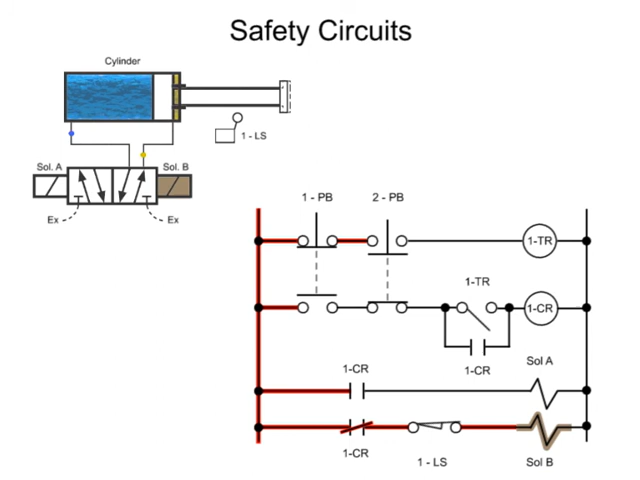 Safety Circuits
Cylinder
1 - LS
Sol. A
Sol. B
Ex
Ex
1 - PB
2 - PB
1-TR
1-TR
1-CR
1-CR
1-CR
Sol A
1-CR
1 - LS
Sol B